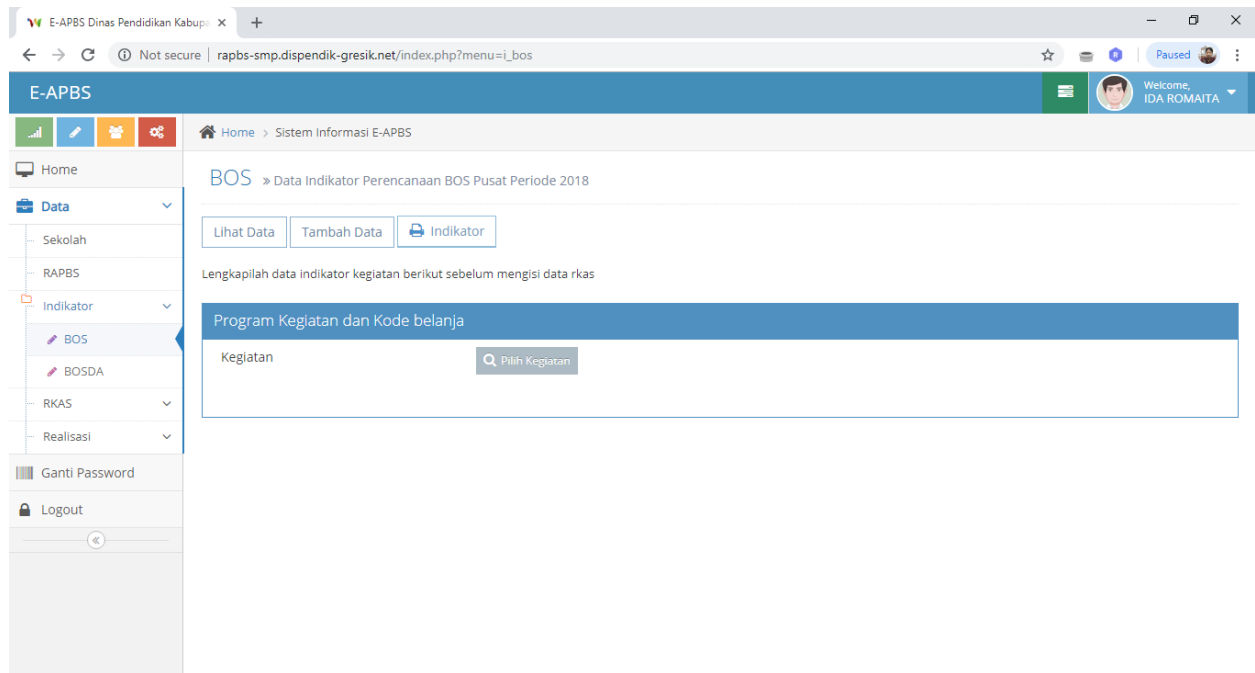 E-APBS Dinas Pendidikan Kabupa
Not secure | rapbs-smp.dispendik-gresik.net/index.php?menu=i_bos
R
Paused
E-APBS
Welcome,
IDA ROMAITA
Home > Sistem Informasi E-APBS
Home
Data
Sekolah
RAPBS
Indikator
BOS
BOSDA
RKAS
Realisasi
Ganti Password
Logout
BOS » Data Indikator Perencanaan BOS Pusat Periode 2018
Lihat Data Tambah Data Indikator
Lengkapilah data indikator kegiatan berikut sebelum mengisi data rkas
Program Kegiatan dan Kode belanja
Kegiatan Pilih Kegiatan